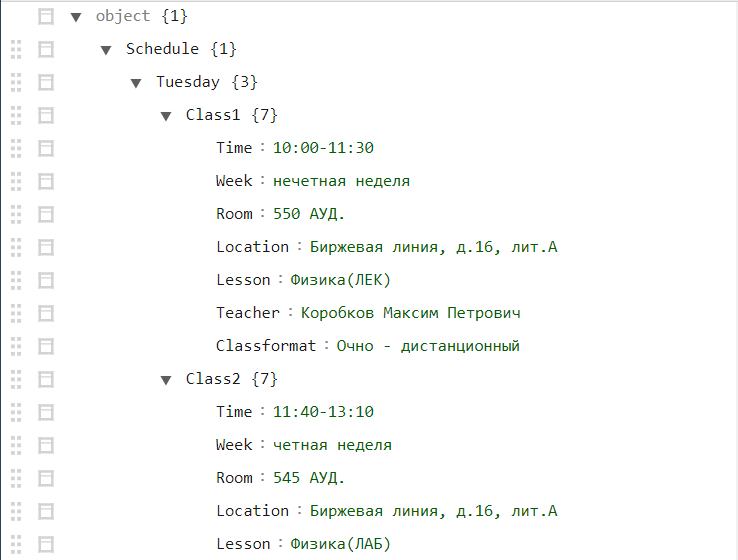 object {1}
Schedule {1}
Tuesday {3}
Class1 {7}
Time : 10:00-11:30
Week : нечетная неделя
Room : 550 АУД.
Location : Биржевая линия, д.16, лит.А
Lesson : Физика(ЛЕК)
Teacher : Коробков Максим Петрович
Classformat : Очно - дистанционный
Class2 {7}
Time : 11:40-13:10
Week : четная неделя
Room : 545 АУД.
Location : Биржевая линия, д.16, лит.А
Lesson : Физика(ЛАБ)